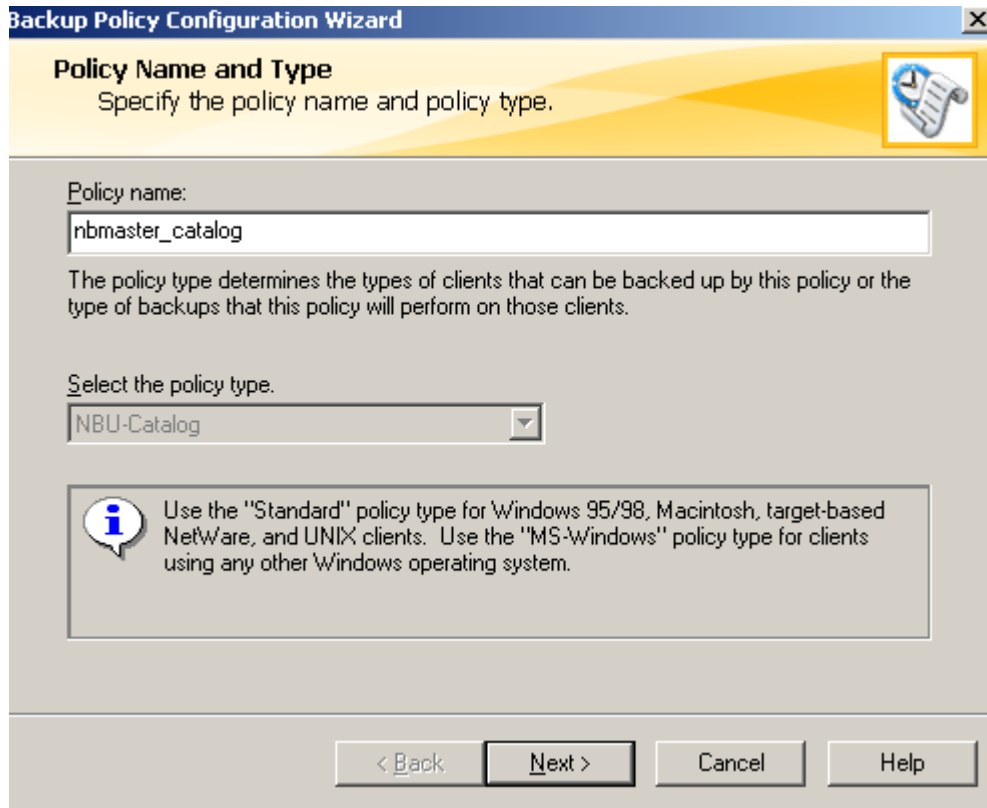 Backup Policy Configuration Wizard
Policy Name and Type
Specify the policy name and policy type.
Policy name:
nbmaster_catalog
The policy type determines the types of clients that can be backed up by this policy or the
type of backups that this policy will perform on those clients.
Select the policy type.
NBU-Catalog
Use the "Standard" policy type for Windows 95/98, Macintosh, target-based
NetWare, and UNIX clients. Use the "MS-Windows" policy type for clients
using any other Windows operating system.
< Back
Next >
Cancel
Help